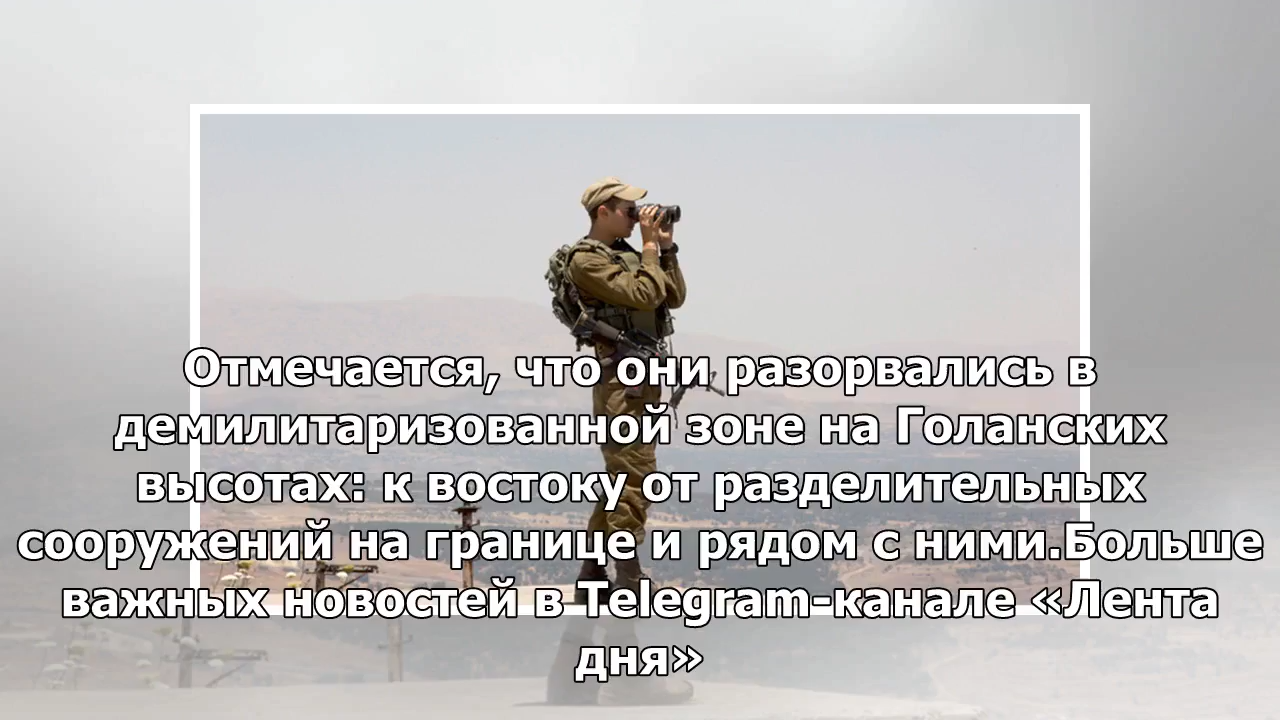 Отмечается, что они разорвались в
демилитаризованной зоне на Голанских
высотах: к востоку от разделительных
сооружений на границе и рядом с ними.Больше
важных новостей в Telegram-канале «Лента
дня»